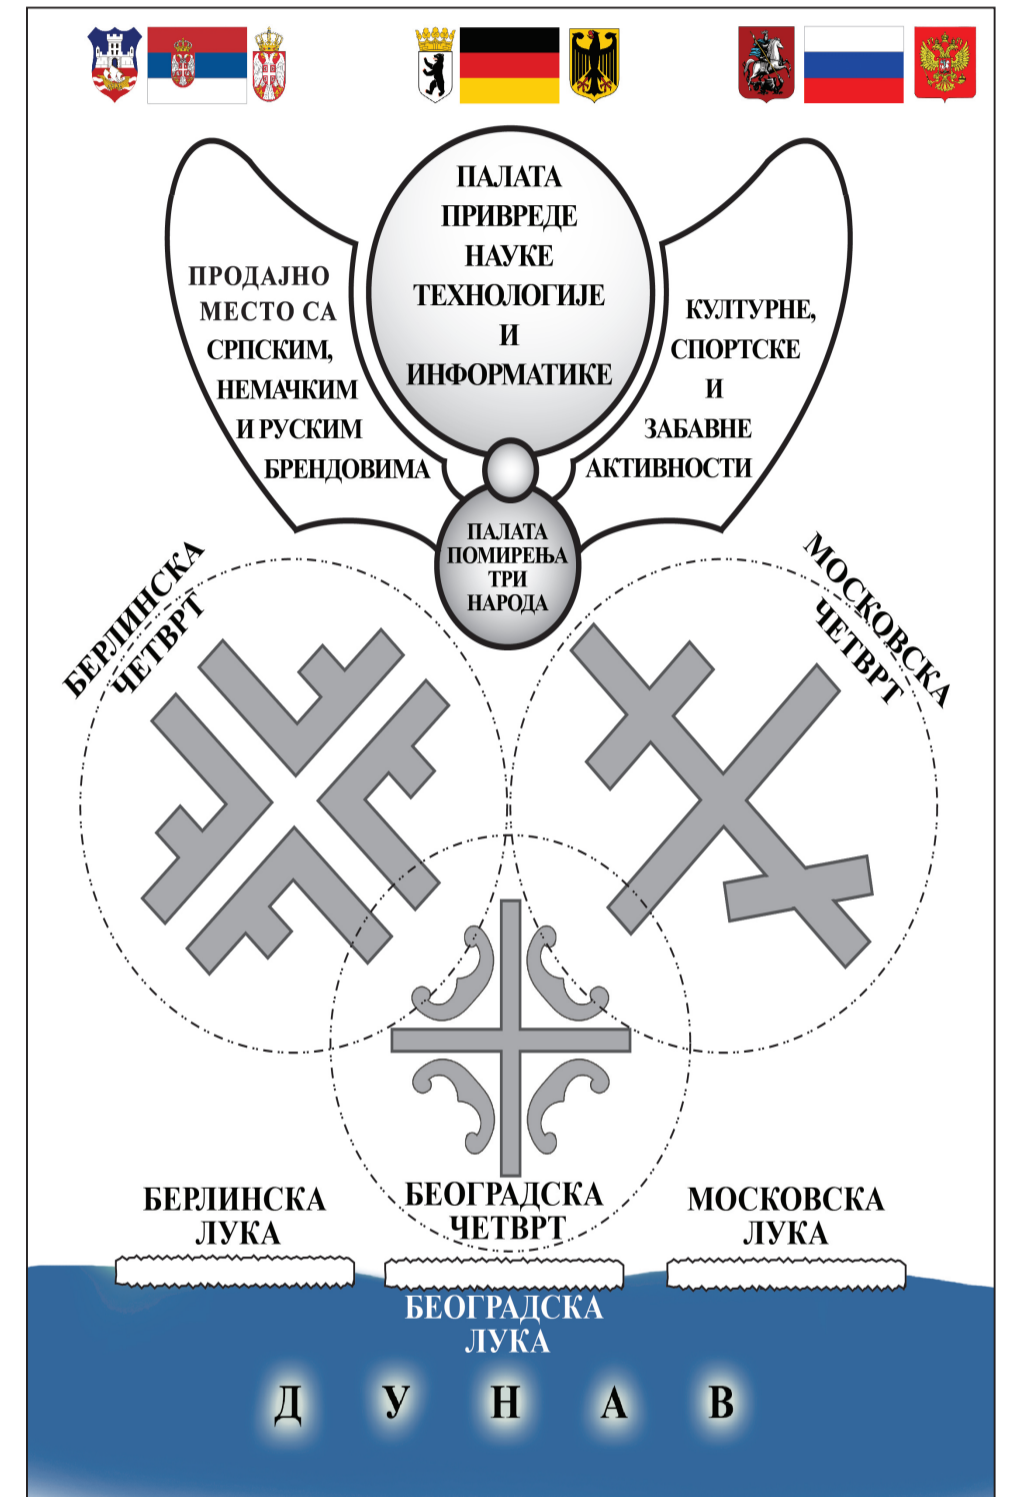 ПАЛАТА
ПРИВРЕДЕ
НАУКЕ
ТЕХНОЛОГИЈЕ
И
ИНФОРМАТИКЕ
ПРОДАЈНО
МЕСТО СА
СРПСКИМ,
НЕМАЧКИМ
И РУСКИМ
БРЕНДОВИМА
КУЛТУРНЕ,
СПОРТСКЕ
И
ЗАБАВНЕ
АКТИВНОСТИ
ПАЛАТА
ПОМИРЕЊА
ТРИ
НАРОДА
БЕРЛИНСКА
ЧЕТВРТ
МОСКОВСКА
ЧЕТВРТ
БЕРЛИНСКА
ЛУКА
БЕОГРАДСКА
ЧЕТВРТ
МОСКОВСКА
ЛУКА
БЕОГРАДСКА
ЛУКА
Д У Н А В